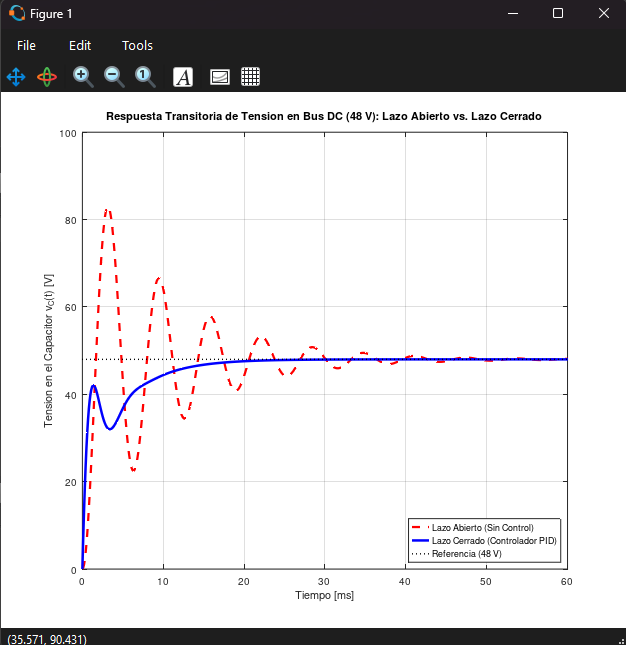 Figure 1
File Edit Tools
1 A
Respuesta Transitoria de Tension en Bus DC (48 V): Lazo Abierto vs. Lazo Cerrado
100
80
60
40
20
0
Tension en el Capacitor v_C(t) [V]
0 10 20 30 40 50 60
Tiempo [ms]
Lazo Abierto (Sin Control)
Lazo Cerrado (Controlador PID)
Referencia (48 V)
(35.571, 90.431)